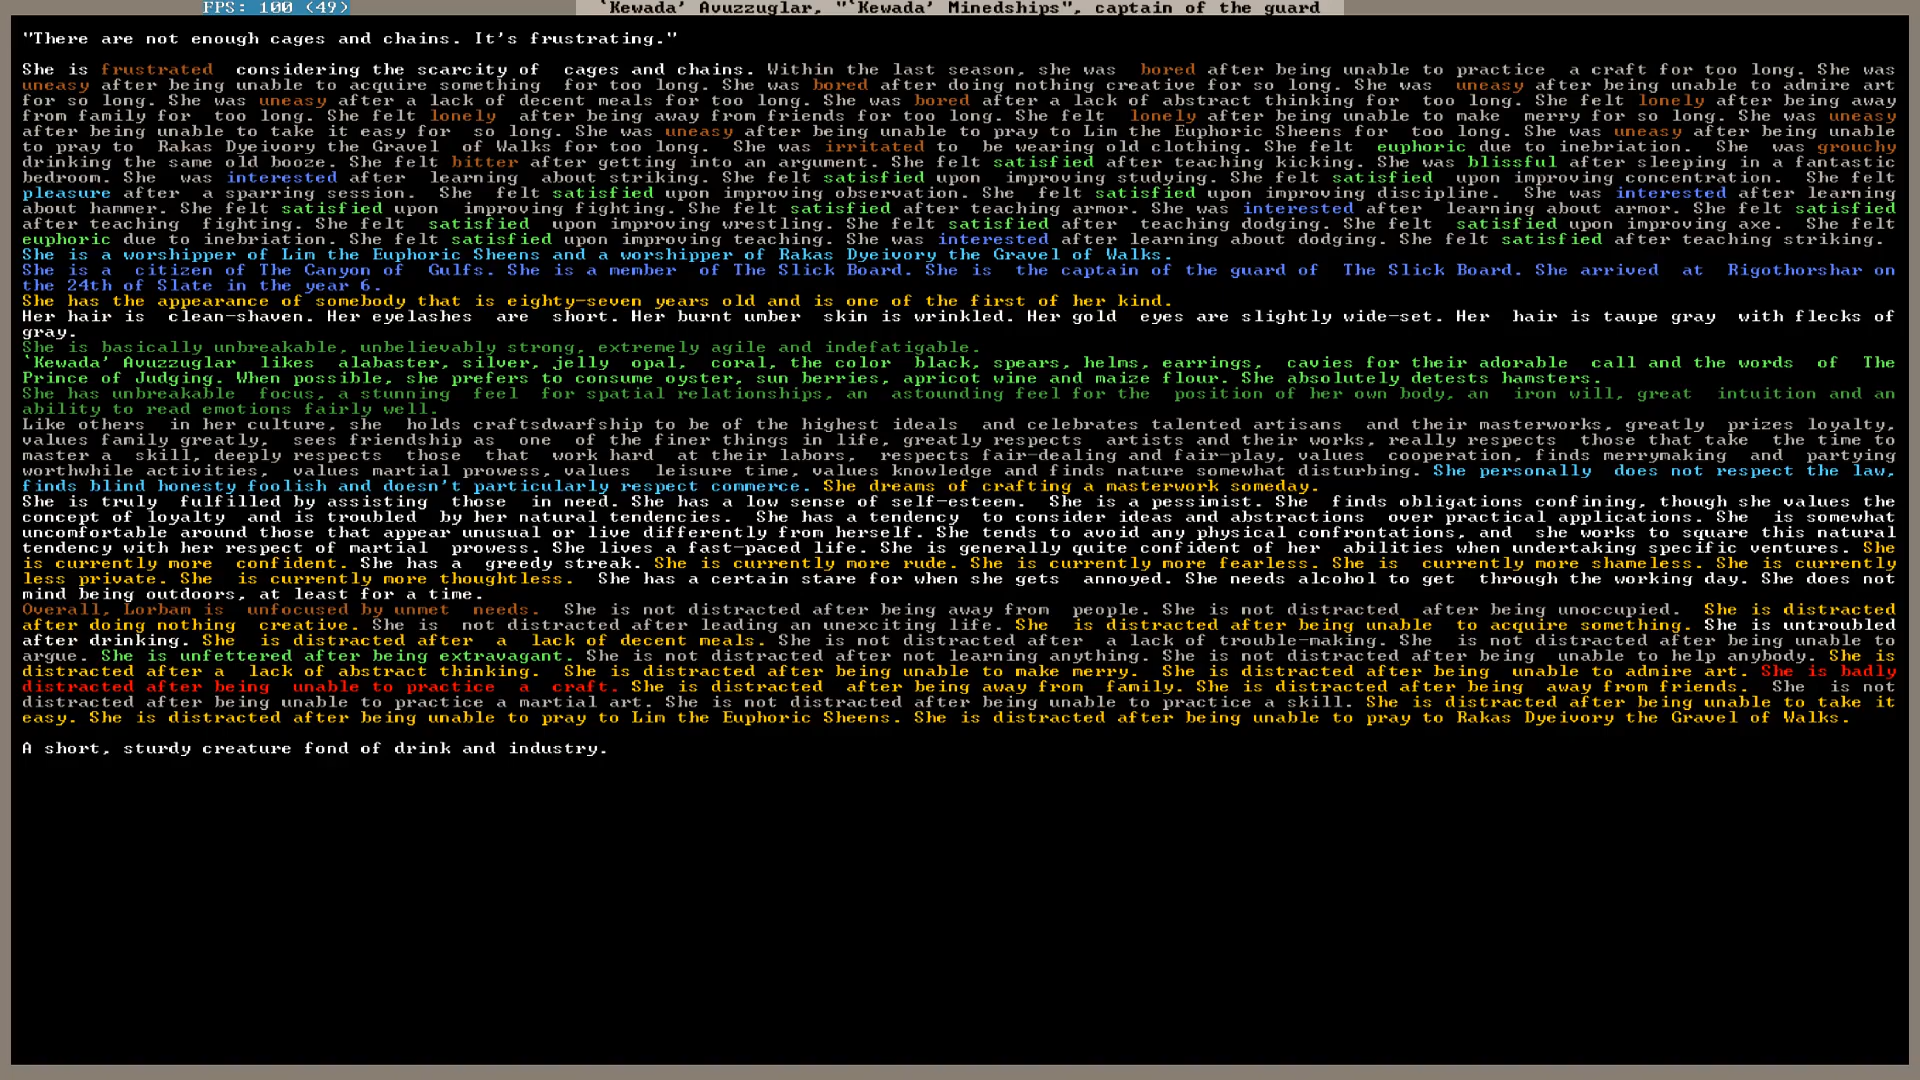 FPS: 100 (49)
`Kewada' Avuzzuglar, "`Kewada' Minedships", captain of the guard
"There are not enough cages and chains. It's frustrating."
She is frustrated considering the scarcity of cages and chains. Within the last season, she was bored after being unable to practice a craft for too long. She was
uneasy after being unable to acquire something for too long. She was bored after doing nothing creative for so long. She was uneasy after being unable to admire art
for so long. She was uneasy after a lack of decent meals for too long. She was bored after a lack of abstract thinking for too long. She felt lonely after being away
from family for too long. She felt lonely after being away from friends for too long. She felt lonely after being unable to make merry for so long. She was uneasy
after being unable to take it easy for so long. She was uneasy after being unable to pray to Lim the Euphoric Sheens for too long. She was uneasy after being unable
to pray to Rakas Dyeivory the Gravel of Walks for too long. She was irritated to be wearing old clothing. She felt euphoric due to inebriation. She was grouchy
drinking the same old booze. She felt bitter after getting into an argument. She felt satisfied after teaching kicking. She was blissful after sleeping in a fantastic
bedroom. She was interested after learning about striking. She felt satisfied upon improving studying. She felt satisfied upon improving concentration. She felt
pleasure after a sparring session. She felt satisfied upon improving observation. She felt satisfied upon improving discipline. She was interested after learning
about hammer. She felt satisfied upon improving fighting. She felt satisfied after teaching armor. She was interested after learning about armor. She felt satisfied
after teaching fighting. She felt satisfied upon improving wrestling. She felt satisfied after teaching dodging. She felt satisfied upon improving axe. She felt
euphoric due to inebriation. She felt satisfied upon improving teaching. She was interested after learning about dodging. She felt satisfied after teaching striking.
She is a worshipper of Lim the Euphoric Sheens and a worshipper of Rakas Dyeivory the Gravel of Walks.
She is a citizen of The Canyon of Gulfs. She is a member of The Slick Board. She is the captain of the guard of The Slick Board. She arrived at Rigothorshar on
the 24th of Slate in the year 6.
She has the appearance of somebody that is eighty-seven years old and is one of the first of her kind.
Her hair is clean-shaven. Her eyelashes are short. Her burnt umber skin is wrinkled. Her gold eyes are slightly wide-set. Her hair is taupe gray with flecks of
gray.
She is basically unbreakable, unbelievably strong, extremely agile and indefatigable.
`Kewada' Avuzzuglar likes alabaster, silver, jelly opal, coral, the color black, spears, helms, earrings, cavies for their adorable call and the words of The
Prince of Judging. When possible, she prefers to consume oyster, sun berries, apricot wine and maize flour. She absolutely detests hamsters.
She has unbreakable focus, a stunning feel for spatial relationships, an astounding feel for the position of her own body, an iron will, great intuition and an
ability to read emotions fairly well.
Like others in her culture, she holds craftsdwarfship to be of the highest ideals and celebrates talented artisans and their masterworks, greatly prizes loyalty,
values family greatly, sees friendship as one of the finer things in life, greatly respects artists and their works, really respects those that take the time to
master a skill, deeply respects those that work hard at their labors, respects fair-dealing and fair-play, values cooperation, finds merrymaking and partying
worthwhile activities, values martial prowess, values leisure time, values knowledge and finds nature somewhat disturbing. She personally does not respect the law,
finds blind honesty foolish and doesn't particularly respect commerce. She dreams of crafting a masterwork someday.
She is truly fulfilled by assisting those in need. She has a low sense of self-esteem. She is a pessimist. She finds obligations confining, though she values the
concept of loyalty and is troubled by her natural tendencies. She has a tendency to consider ideas and abstractions over practical applications. She is somewhat
uncomfortable around those that appear unusual or live differently from herself. She tends to avoid any physical confrontations, and she works to square this natural
tendency with her respect of martial prowess. She lives a fast-paced life. She is generally quite confident of her abilities when undertaking specific ventures. She
is currently more confident. She has a greedy streak. She is currently more rude. She is currently more fearless. She is currently more shameless. She is currently
less private. She is currently more thoughtless. She has a certain stare for when she gets annoyed. She needs alcohol to get through the working day. She does not
mind being outdoors, at least for a time.
Overall, Lorbam is unfocused by unmet needs. She is not distracted after being away from people. She is not distracted after being unoccupied. She is distracted
after doing nothing creative. She is not distracted after leading an unexciting life. She is distracted after being unable to acquire something. She is untroubled
after drinking. She is distracted after a lack of decent meals. She is not distracted after a lack of trouble-making. She is not distracted after being unable to
argue. She is unfettered after being extravagant. She is not distracted after not learning anything. She is not distracted after being unable to help anybody. She is
distracted after a lack of abstract thinking. She is distracted after being unable to make merry. She is distracted after being unable to admire art. She is badly
distracted after being unable to practice a craft. She is distracted after being away from family. She is distracted after being away from friends. She is not
distracted after being unable to practice a martial art. She is not distracted after being unable to practice a skill. She is distracted after being unable to take it
easy. She is distracted after being unable to pray to Lim the Euphoric Sheens. She is distracted after being unable to pray to Rakas Dyeivory the Gravel of Walks.
A short, sturdy creature fond of drink and industry.